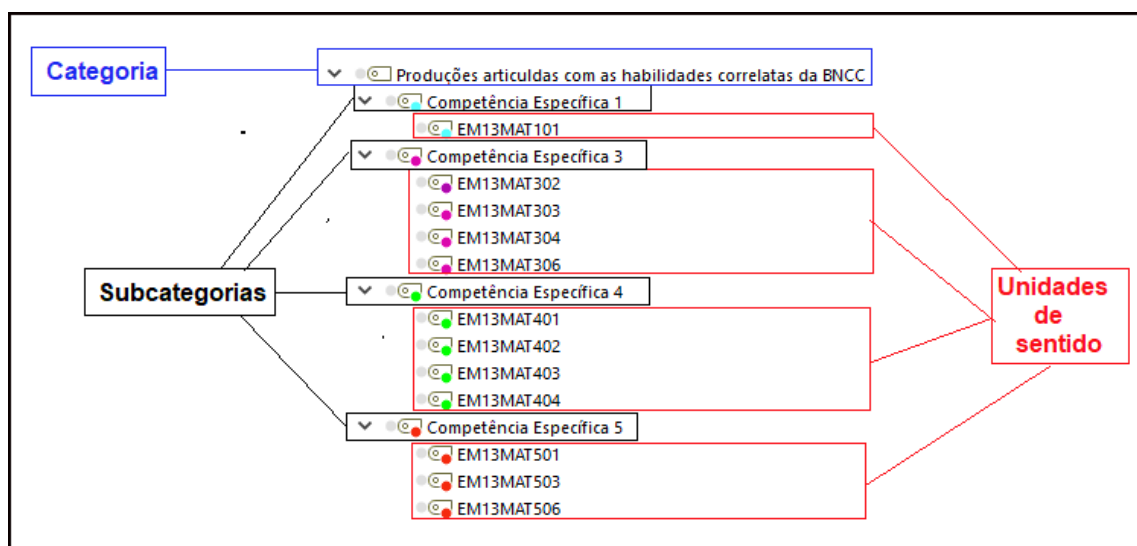 Categoria
Produções articuldas com as habilidades correlatas da BNCC
Competência Específica 1
EM13MAT101
Competência Específica 3
EM13MAT302
EM13MAT303
EM13MAT304
EM13MAT306
Subcategorias
Competência Específica 4
EM13MAT401
EM13MAT402
EM13MAT403
EM13MAT404
Unidades
de
sentido
Competência Específica 5
EM13MAT501
EM13MAT503
EM13MAT506